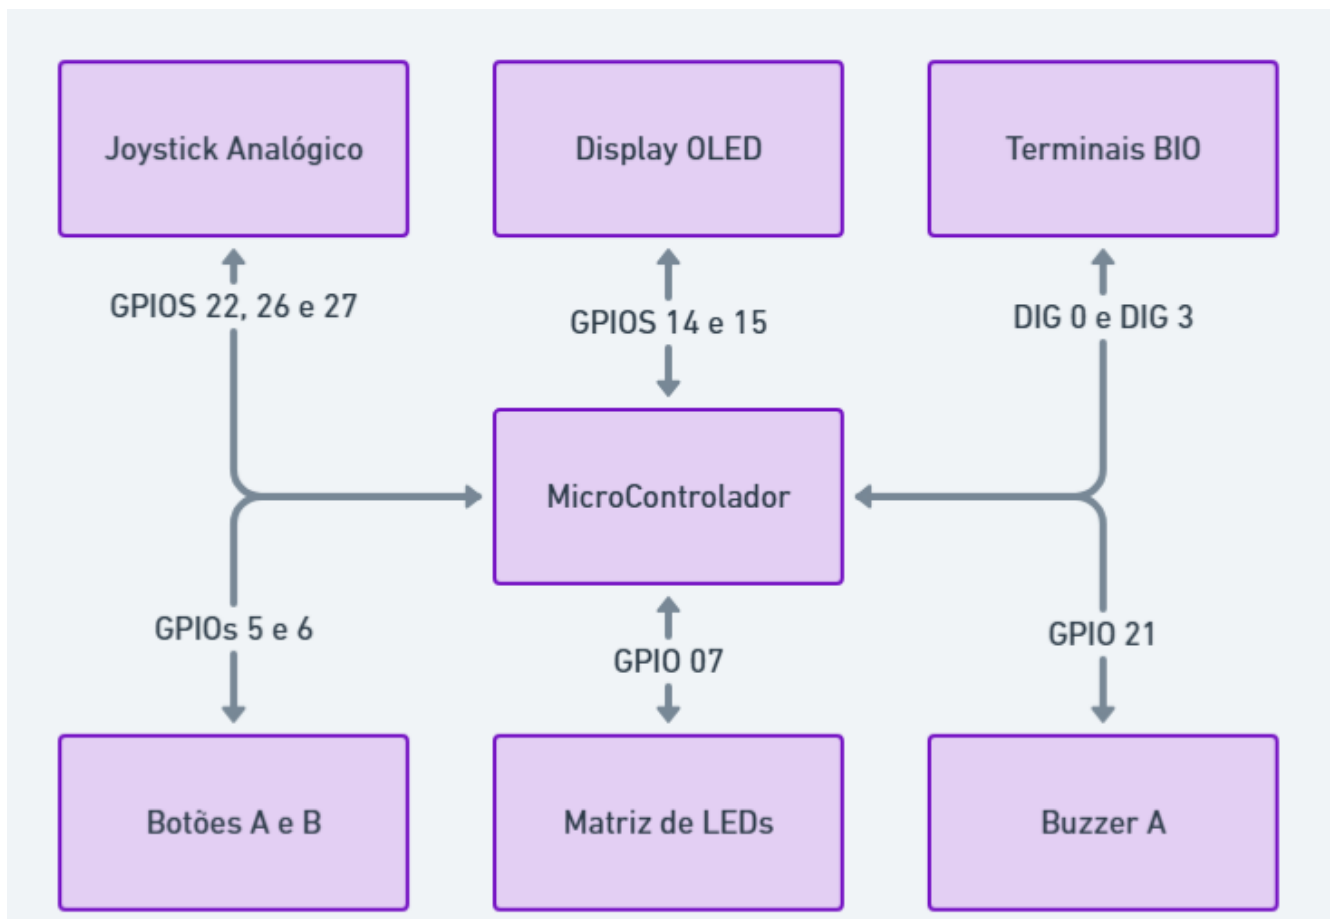 Joystick Analógico
Display OLED
Terminais BIO
GPIOS 22, 26 e 27
GPIOS 14 e 15
DIG 0 e DIG 3
MicroControlador
GPIOs 5 e 6
GPIO 07
GPIO 21
Botões A e B
Matriz de LEDs
Buzzer A